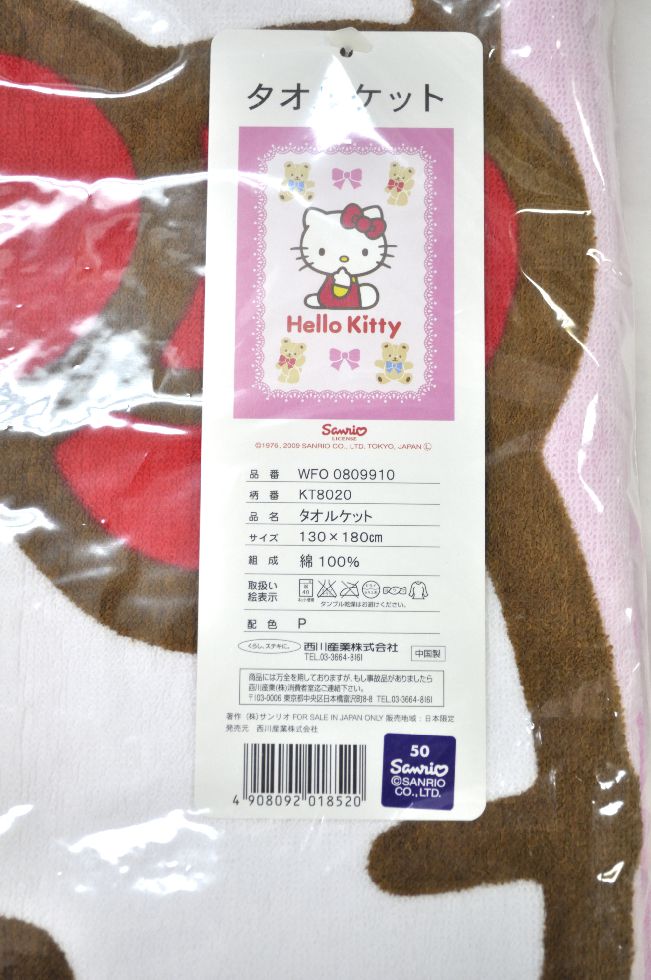 タオルケット
Hello Kitty
Sanrio
LICENSE
©1976, 2009 SANRIO CO., LTD. TOKYO, JAPAN Ⓛ
品番 WFO 0809910
柄番 KT8020
品名 タオルケット
サイズ 130×180㎝
組成 綿 100%
取扱い
絵表示
タンブル乾燥はお避けください。
配色 P
くらし、ステキに。 西川産業株式会社 中国製
TEL.03-3664-8161
商品には万全を期しておりますが、もし事故品がありましたら
西川産業(株)消費者室迄ご連絡下さい。
〒103-0006 東京都中央区日本橋富沢町8-8 TEL.03-3664-8161
著作 (株)サンリオ FOR SALE IN JAPAN ONLY 販売地域:日本限定
発売元 西川産業株式会社
4 908092 018520
50
Sanrio
©SANRIO
CO., LTD.